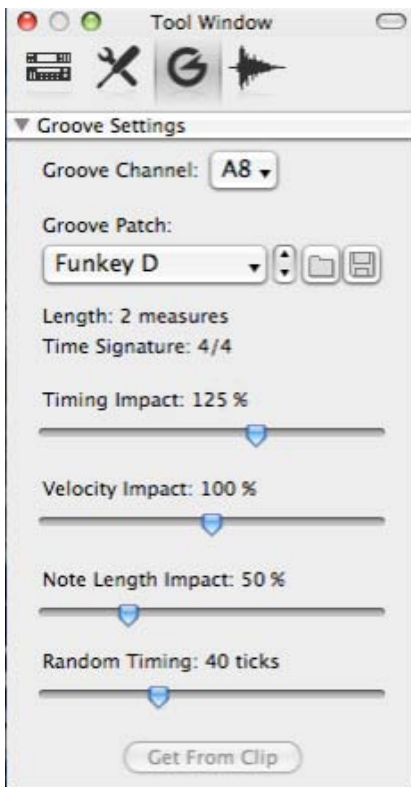 Tool Window
Groove Settings
Groove Channel: A8
Groove Patch:
Funkey D
Length: 2 measures
Time Signature: 4/4
Timing Impact: 125 %
Velocity Impact: 100 %
Note Length Impact: 50 %
Random Timing: 40 ticks
Get From Clip